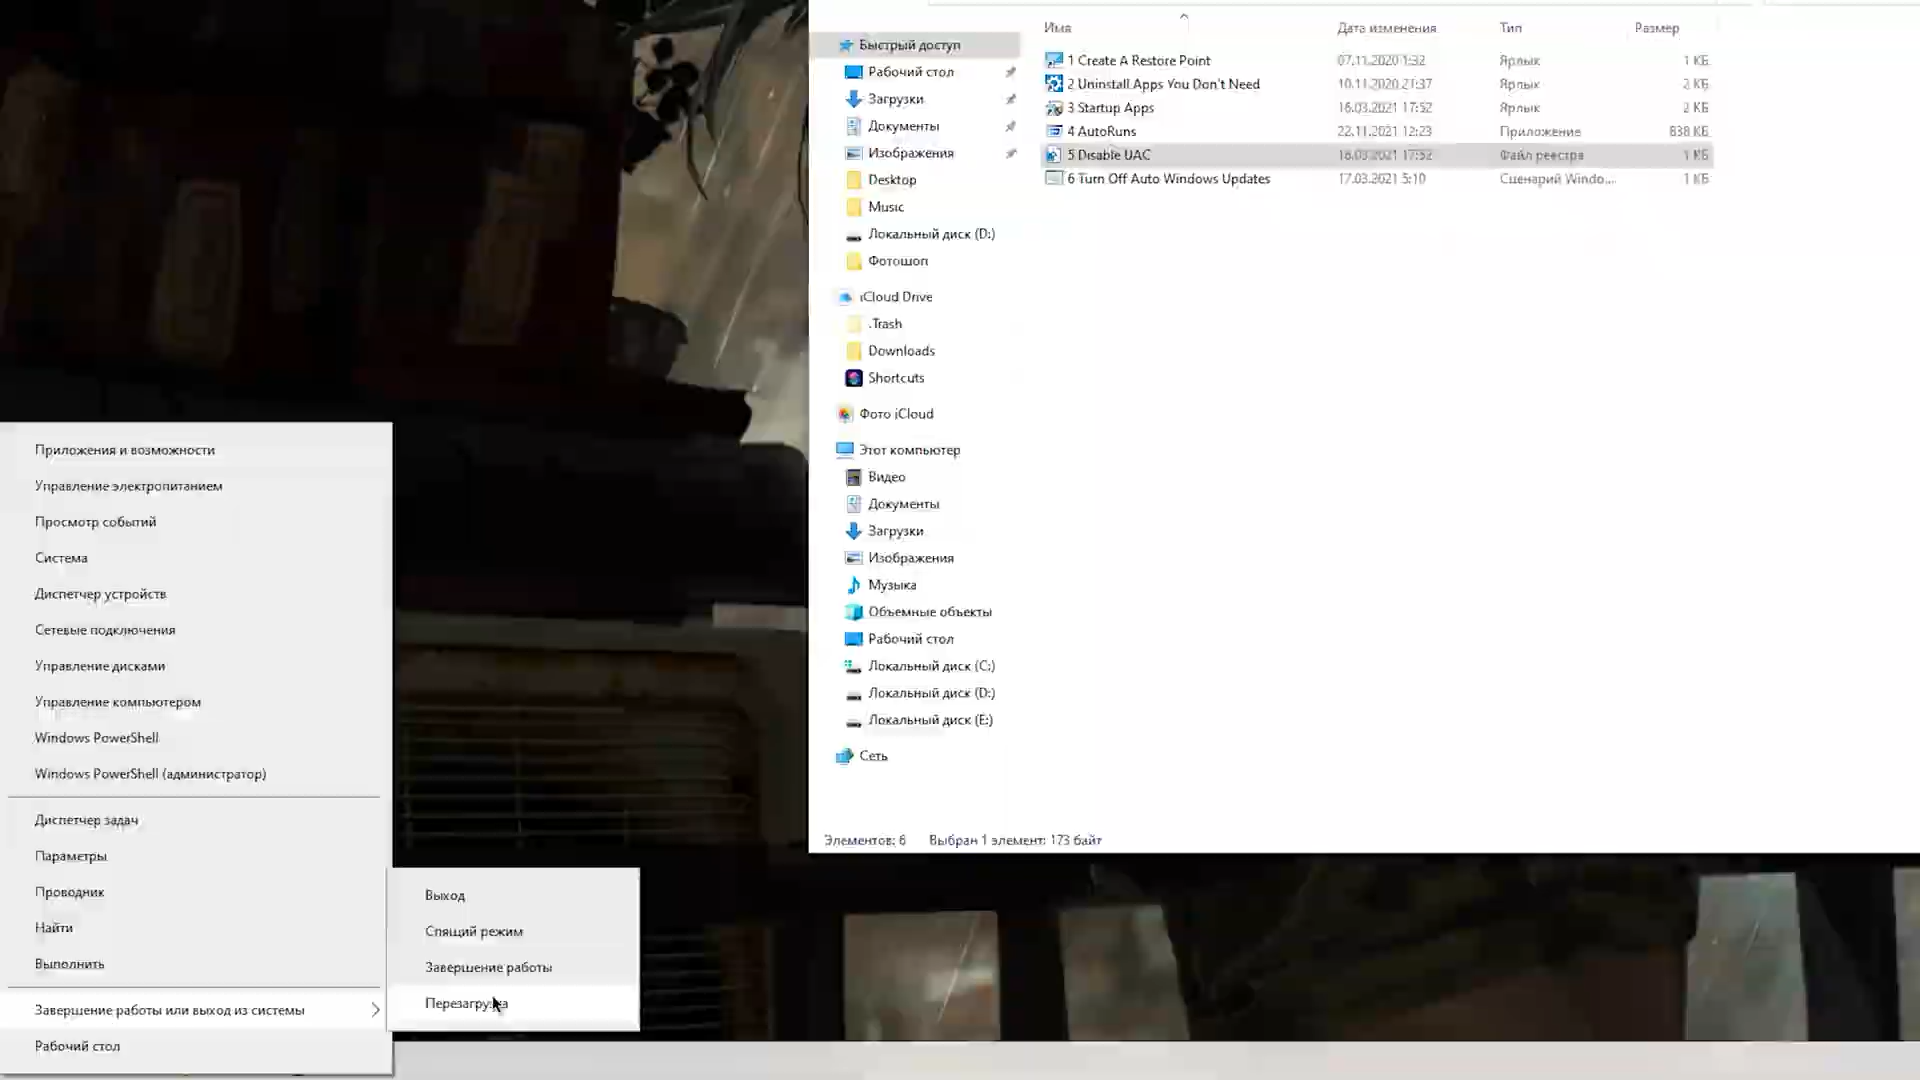 Имя Дата изменения Тип Размер
Быстрый доступ
Рабочий стол
Загрузки
Документы
Изображения
Desktop
Music
Локальный диск (D:)
Фотошоп
iCloud Drive
.Trash
Downloads
Shortcuts
Фото iCloud
Этот компьютер
Видео
Документы
Загрузки
Изображения
Музыка
Объемные объекты
Рабочий стол
Локальный диск (C:)
Локальный диск (D:)
Локальный диск (E:)
Сеть
1 Create A Restore Point 07.11.2020 1:32 Ярлык 1 КБ
2 Uninstall Apps You Don't Need 10.11.2020 21:37 Ярлык 2 КБ
3 Startup Apps 16.03.2021 17:52 Ярлык 2 КБ
4 AutoRuns 22.11.2021 12:23 Приложение 838 КБ
5 Disable UAC 16.03.2021 17:52 Файл реестра 1 КБ
6 Turn Off Auto Windows Updates 17.03.2021 5:10 Сценарий Windo... 1 КБ
Элементов: 6 Выбран 1 элемент: 173 байт
Приложения и возможности
Управление электропитанием
Просмотр событий
Система
Диспетчер устройств
Сетевые подключения
Управление дисками
Управление компьютером
Windows PowerShell
Windows PowerShell (администратор)
Диспетчер задач
Параметры
Проводник
Найти
Выполнить
Завершение работы или выход из системы
Рабочий стол
Выход
Спящий режим
Завершение работы
Перезагрузка